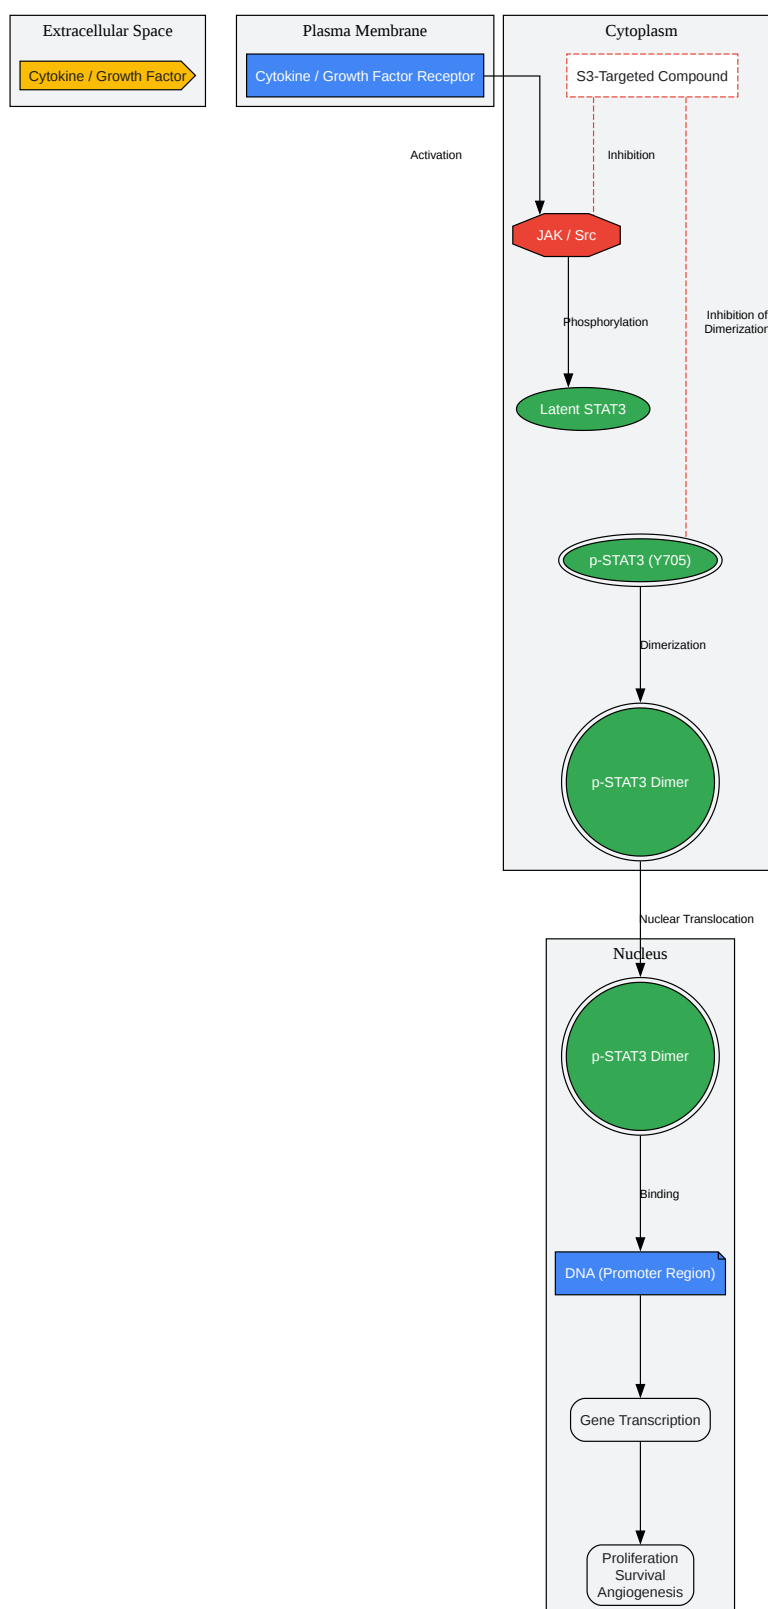 Extracellular Space
Plasma Membrane
Cytoplasm
Cytokine / Growth Factor
Cytokine / Growth Factor Receptor
S3-Targeted Compound
Activation
Inhibition
JAK / Src
Phosphorylation
Inhibition of
Dimerization
Latent STAT3
p-STAT3 (Y705)
Dimerization
p-STAT3 Dimer
Nuclear Translocation
Nucleus
p-STAT3 Dimer
Binding
DNA (Promoter Region)
Gene Transcription
Proliferation
Survival
Angiogenesis